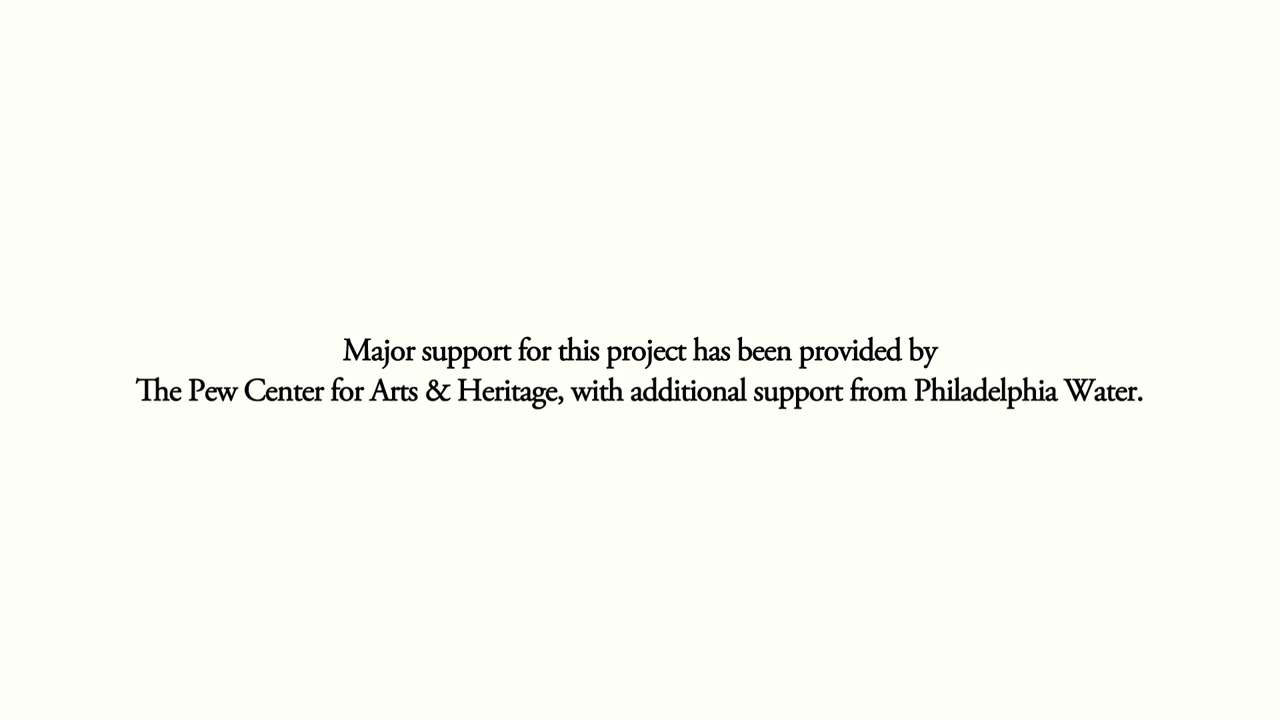 Major support for this project has been provided by
The Pew Center for Arts & Heritage, with additional support from Philadelphia Water.